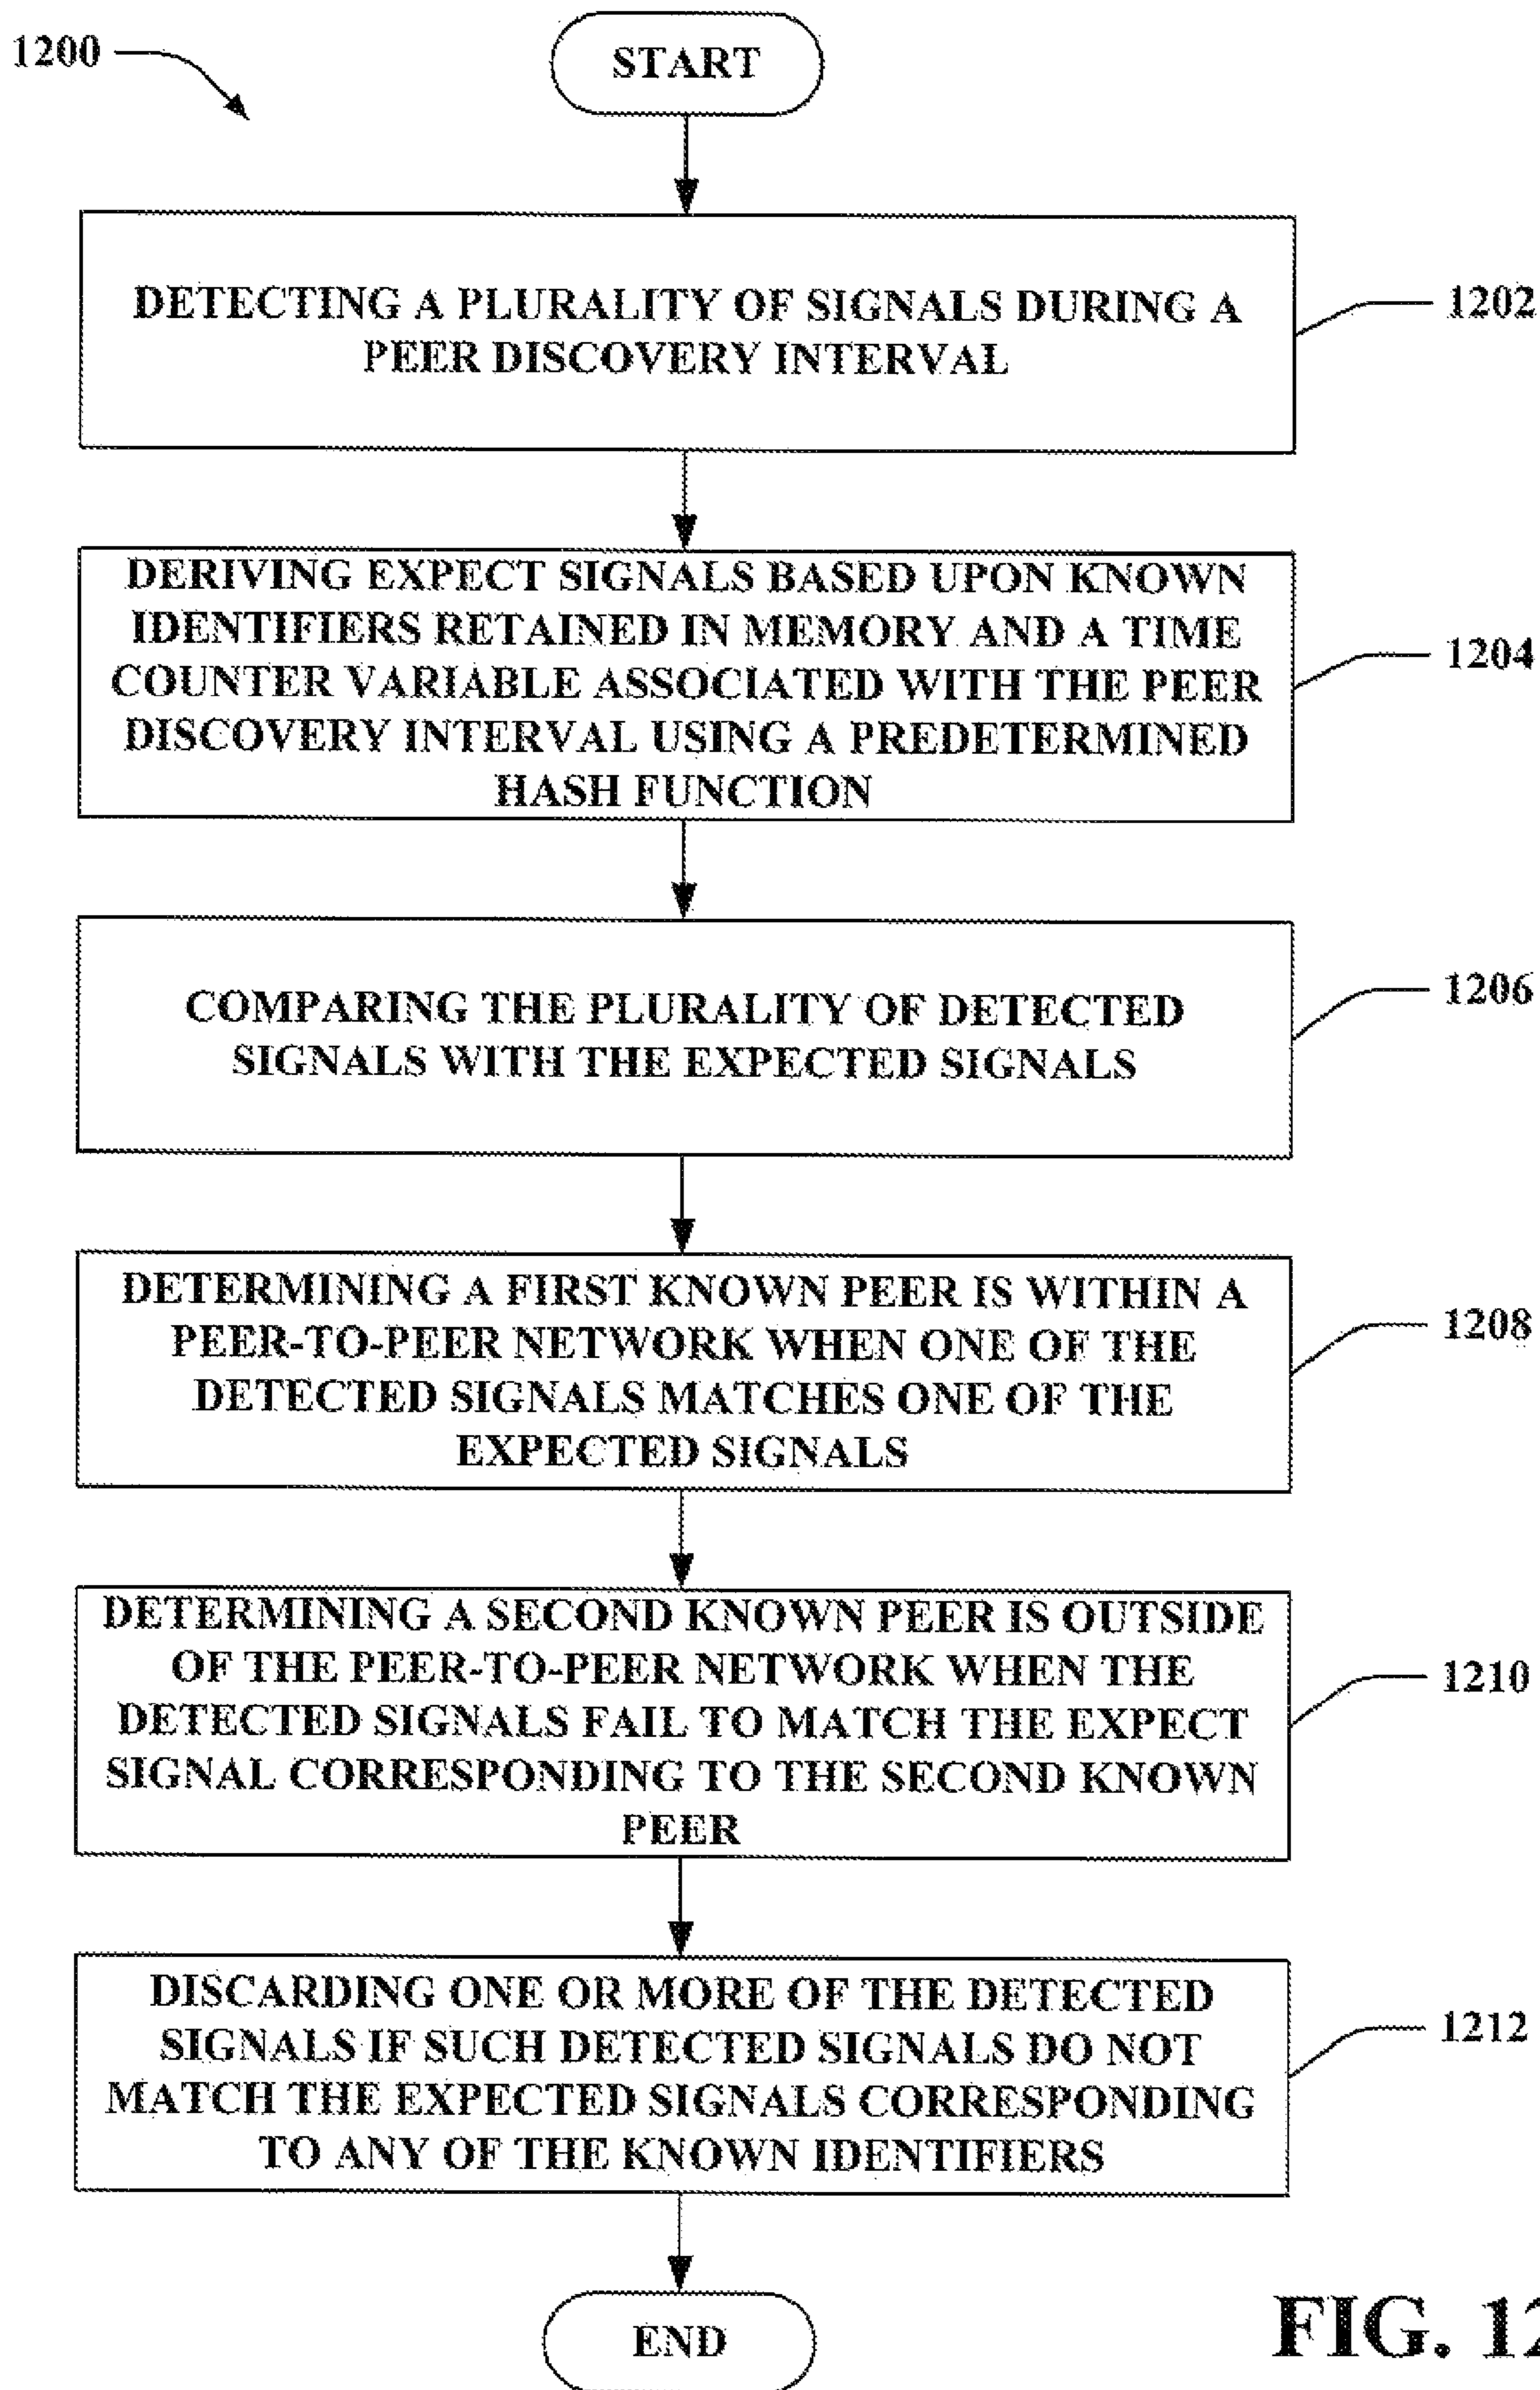 1200
START
DETECTING A PLURALITY OF SIGNALS DURING A
PEER DISCOVERY INTERVAL
1202
DERIVING EXPECT SIGNALS BASED UPON KNOWN
IDENTIFIERS RETAINED IN MEMORY AND A TIME
COUNTER VARIABLE ASSOCIATED WITH THE PEER
DISCOVERY INTERVAL USING A PREDETERMINED
HASH FUNCTION
1204
COMPARING THE PLURALITY OF DETECTED
SIGNALS WITH THE EXPECTED SIGNALS
1206
DETERMINING A FIRST KNOWN PEER IS WITHIN A
PEER-TO-PEER NETWORK WHEN ONE OF THE
DETECTED SIGNALS MATCHES ONE OF THE
EXPECTED SIGNALS
1208
DETERMINING A SECOND KNOWN PEER IS OUTSIDE
OF THE PEER-TO-PEER NETWORK WHEN THE
DETECTED SIGNALS FAIL TO MATCH THE EXPECT
SIGNAL CORRESPONDING TO THE SECOND KNOWN
PEER
1210
DISCARDING ONE OR MORE OF THE DETECTED
SIGNALS IF SUCH DETECTED SIGNALS DO NOT
MATCH THE EXPECTED SIGNALS CORRESPONDING
TO ANY OF THE KNOWN IDENTIFIERS
1212
END
FIG. 12